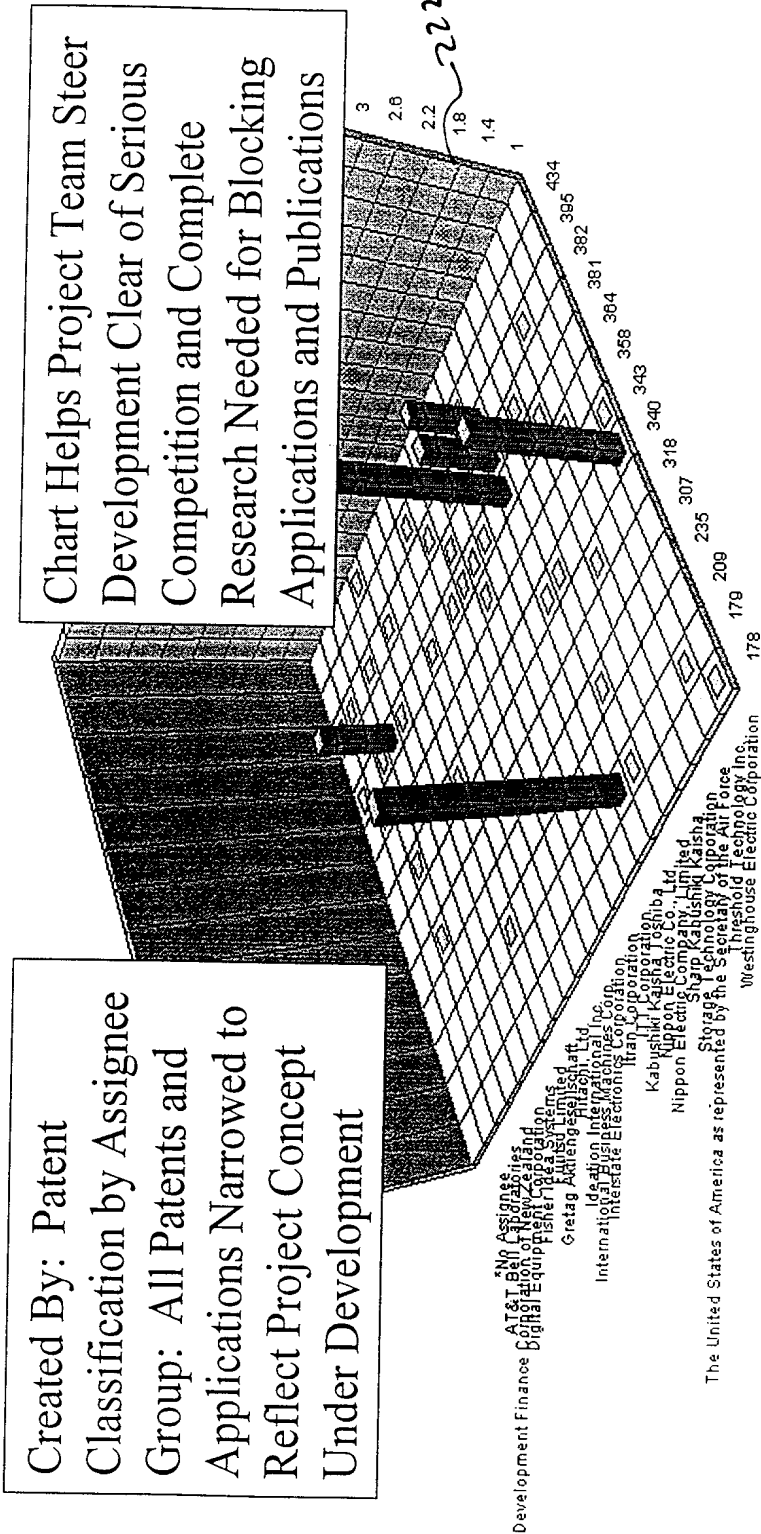 Created By: Patent
Classification by Assignee
Group: All Patents and
Applications Narrowed to
Reflect Project Concept
Under Development
Chart Helps Project Team Steer
Development Clear of Serious
Competition and Complete
Research Needed for Blocking
Applications and Publications
222
3
2.6
2.2
1.8
1.4
1
434
395
382
381
364
358
343
340
318
307
235
209
179
178
*No Assignee
AT&T Bell Laboratories
Development Finance Corporation of New Zealand
Digital Equipment Corporation
Fisher Idea Systems
Fujitsu Limited
Gretag Aktiengesellschaft
Hitachi, Ltd.
Ideation International Inc.
International Business Machines Corp.
Interstate Electronics Corporation
Itran Corporation
ITT Corporation
Kabushiki Kaisha Toshiba
Nippon Electric Co., Ltd.
Nippon Electric Company, Limited
Sharp Kabushiki Kaisha
Storage Technology Corporation
The United States of America as represented by the Secretary of the Air Force
Threshold Technology Inc.
Westinghouse Electric Corporation